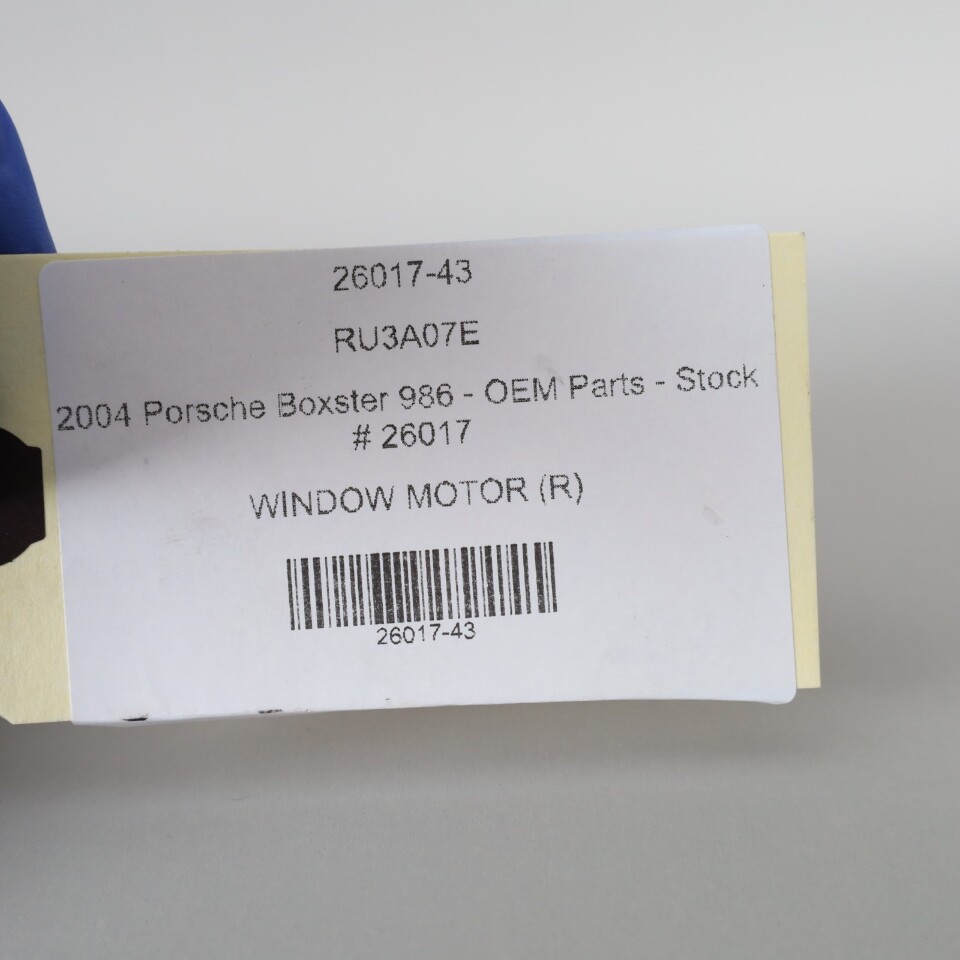 26017-43
RU3A07E
2004 Porsche Boxster 986 - OEM Parts - Stock
# 26017
WINDOW MOTOR (R)
26017-43